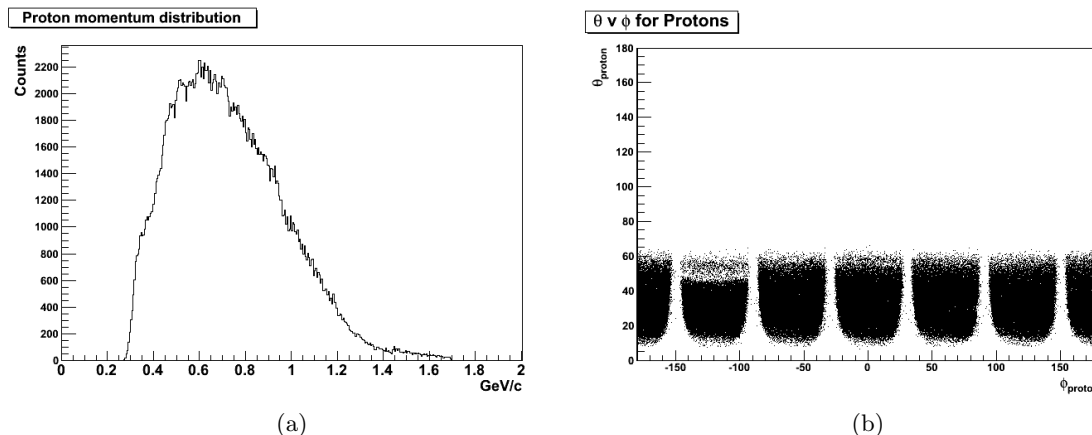 Proton momentum distribution
Counts
2200
2000
1800
1600
1400
1200
1000
800
600
400
200
0
0 0.2 0.4 0.6 0.8 1 1.2 1.4 1.6 1.8 2
GeV/c
(a)
θ v ϕ for Protons
θproton
180
160
140
120
100
80
60
40
20
0
-150 -100 -50 0 50 100 150
ϕproto
(b)